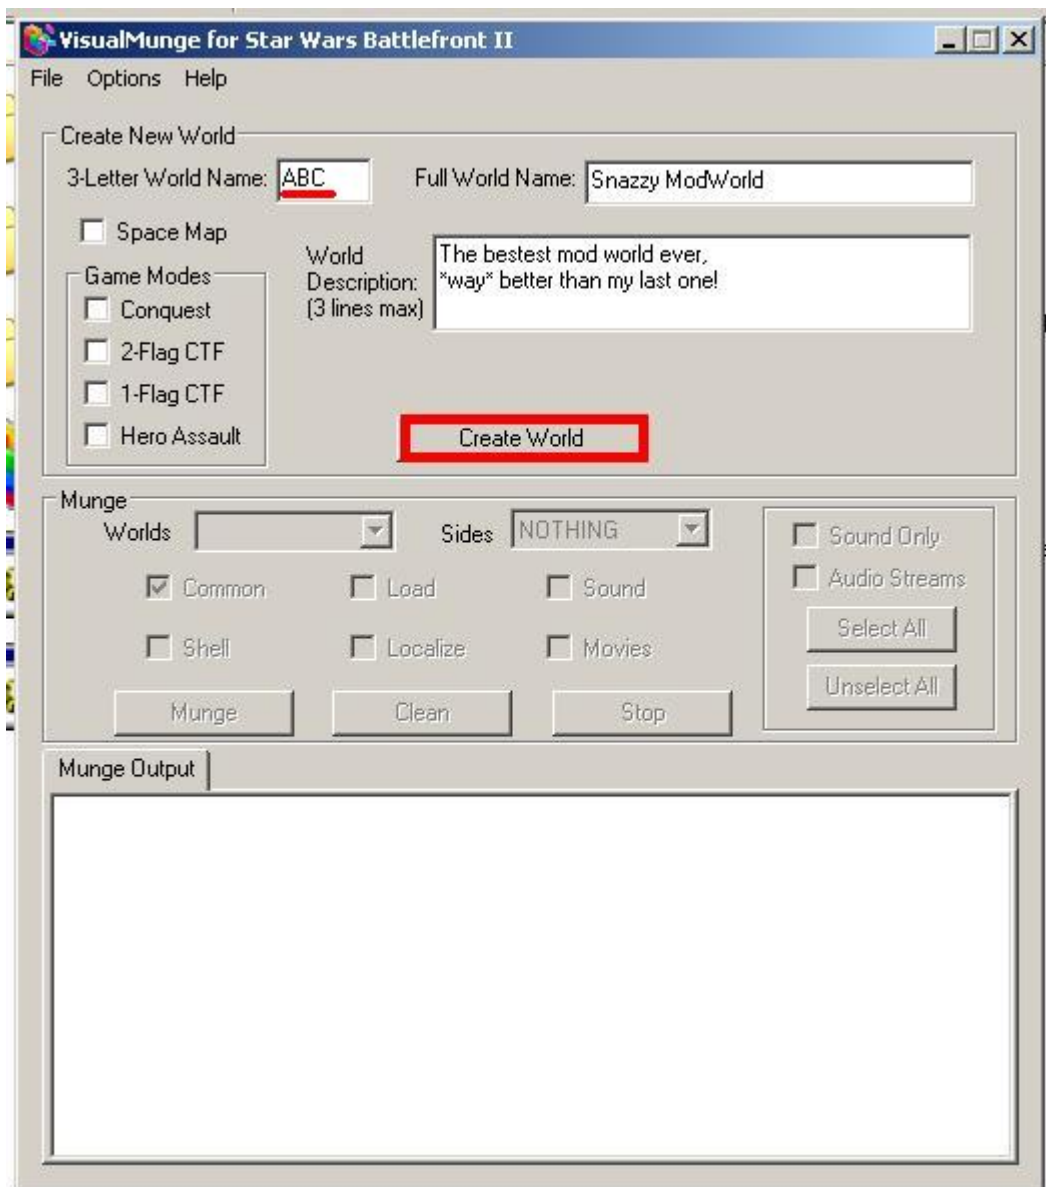 VisualMunge for Star Wars Battlefront II
File Options Help
Create New World
3-Letter World Name: ABC Full World Name: Snazzy ModWorld
Space Map
World
Description:
(3 lines max)
The bestest mod world ever,
*way* better than my last one!
Game Modes
Conquest
2-Flag CTF
1-Flag CTF
Hero Assault
Create World
Munge
Worlds Sides NOTHING
Common Load Sound
Shell Localize Movies
Munge Clean Stop
Sound Only
Audio Streams
Select All
Unselect All
Munge Output